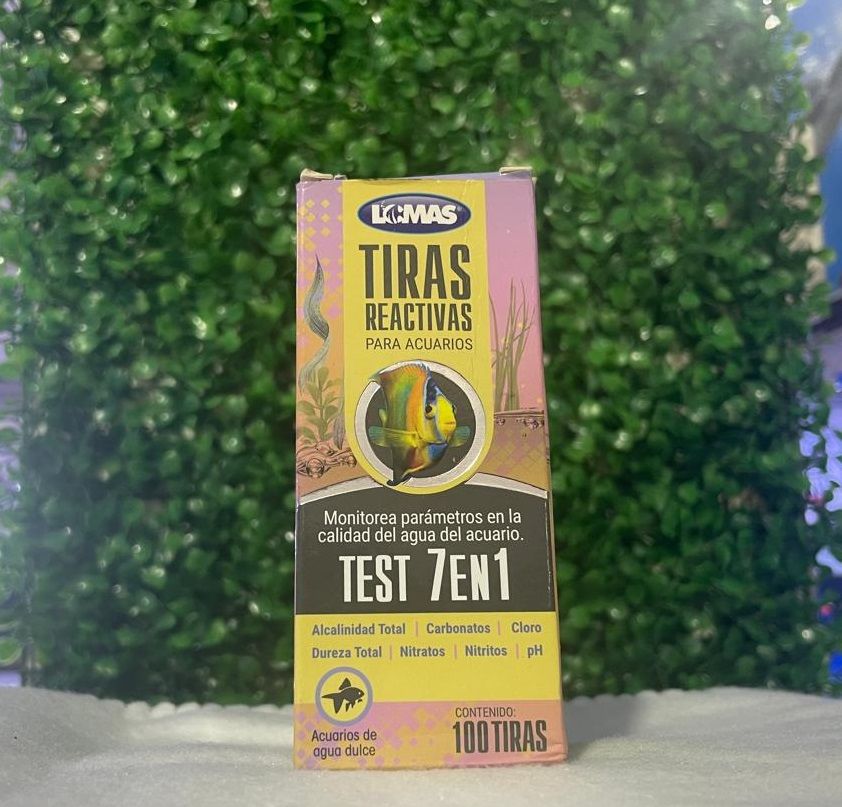 LOMAS
TIRAS
REACTIVAS
PARA ACUARIOS
Monitorea parámetros en la
calidad del agua del acuario.
TEST 7EN1
Alcalinidad Total | Carbonatos | Cloro
Dureza Total | Nitratos | Nitritos | pH
Acuarios de
agua dulce
CONTENIDO:
100 TIRAS